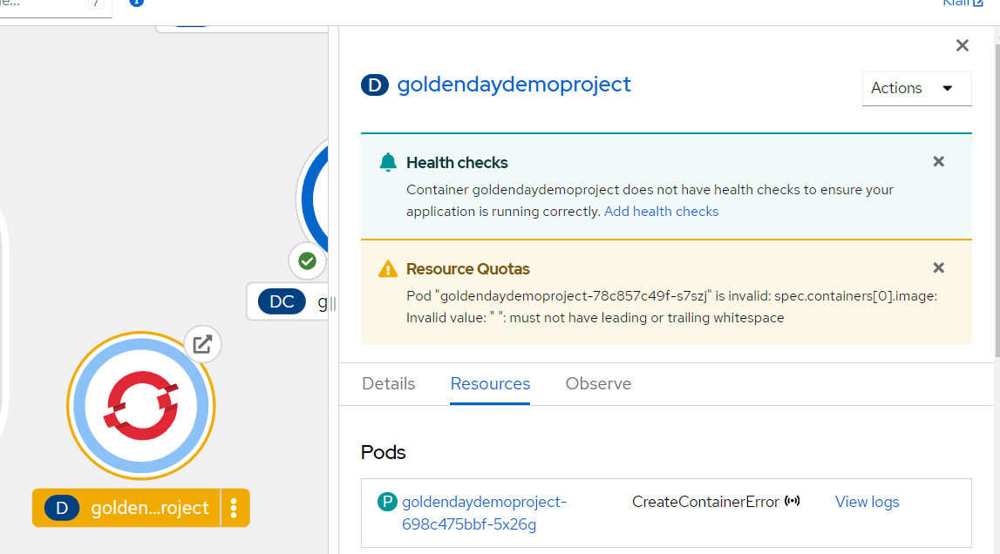 /
Kiali
D goldendaydemoproject
Actions
Health checks
Container goldendaydemoproject does not have health checks to ensure your
application is running correctly. Add health checks
Resource Quotas
Pod "goldendaydemoproject-78c857c49f-s7szj" is invalid: spec.containers[0].image:
Invalid value: " ": must not have leading or trailing whitespace
DC g
Details Resources Observe
Pods
D golden...roject
P goldendaydemoproject-
698c475bbf-5x26g
CreateContainerError
View logs